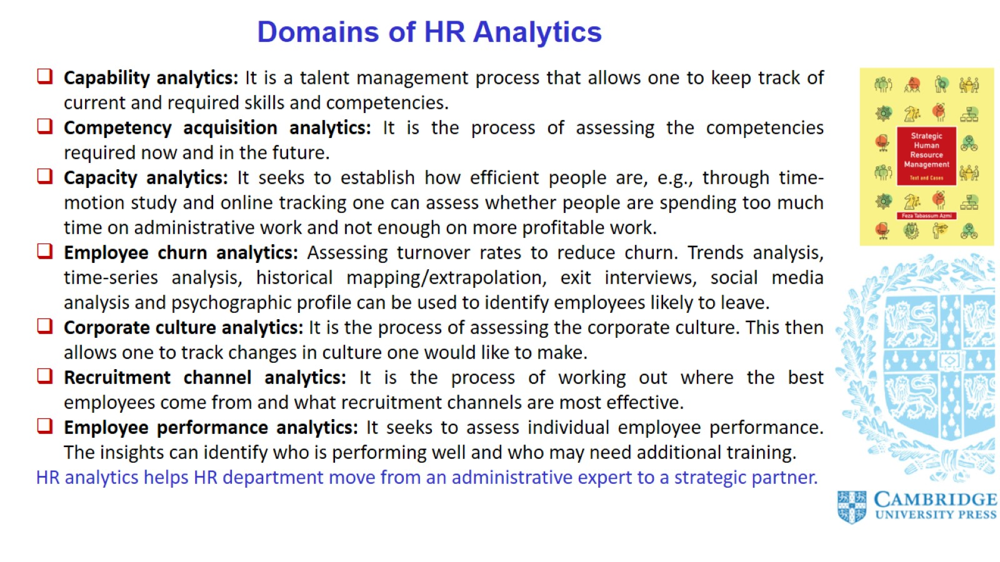 Domains of HR Analytics
❑ Capability analytics: It is a talent management process that allows one to keep track of
current and required skills and competencies.
❑ Competency acquisition analytics: It is the process of assessing the competencies
required now and in the future.
❑ Capacity analytics: It seeks to establish how efficient people are, e.g., through time-
motion study and online tracking one can assess whether people are spending too much
time on administrative work and not enough on more profitable work.
❑ Employee churn analytics: Assessing turnover rates to reduce churn. Trends analysis,
time-series analysis, historical mapping/extrapolation, exit interviews, social media
analysis and psychographic profile can be used to identify employees likely to leave.
❑ Corporate culture analytics: It is the process of assessing the corporate culture. This then
allows one to track changes in culture one would like to make.
❑ Recruitment channel analytics: It is the process of working out where the best
employees come from and what recruitment channels are most effective.
❑ Employee performance analytics: It seeks to assess individual employee performance.
The insights can identify who is performing well and who may need additional training.
HR analytics helps HR department move from an administrative expert to a strategic partner.
Strategic
Human
Resource
Management
Text and Cases
Feza Tabassum Azmi
CAMBRIDGE
UNIVERSITY PRESS